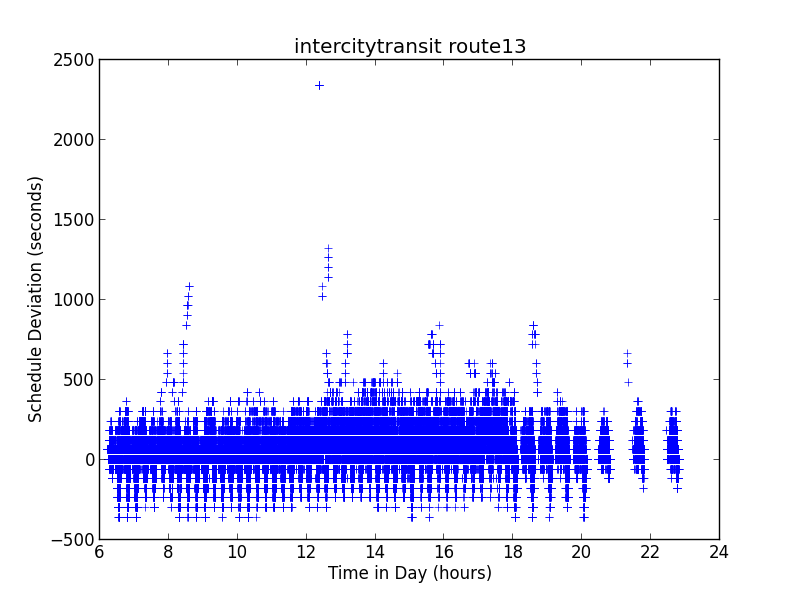 intercitytransit route13
Schedule Deviation (seconds)
2500
2000
1500
1000
500
0
−500
6 8 10 12 14 16 18 20 22 24
Time in Day (hours)